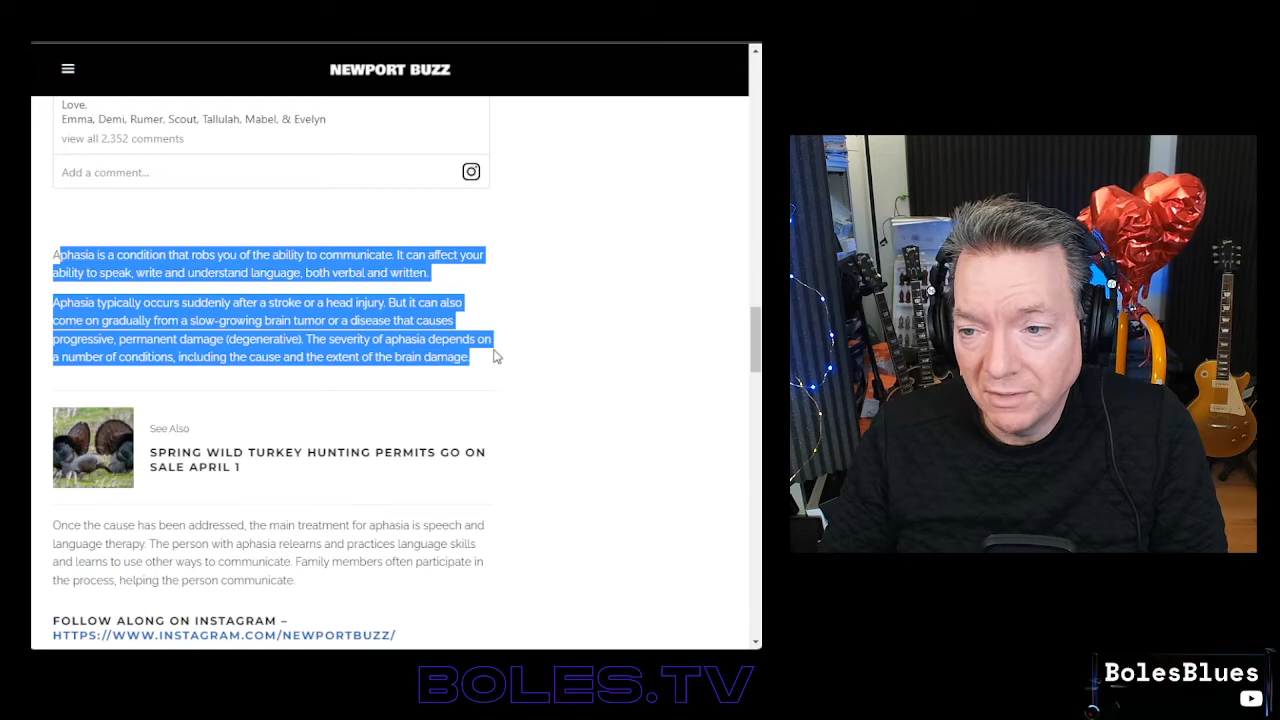 NEWPORT BUZZ
Love,
Emma, Demi, Rumer, Scout, Tallulah, Mabel, & Evelyn
view all 2,352 comments
Add a comment...
Aphasia is a condition that robs you of the ability to communicate. It can affect your
ability to speak, write and understand language, both verbal and written.
Aphasia typically occurs suddenly after a stroke or a head injury. But it can also
come on gradually from a slow-growing brain tumor or a disease that causes
progressive, permanent damage (degenerative). The severity of aphasia depends on
a number of conditions, including the cause and the extent of the brain damage.
See Also
SPRING WILD TURKEY HUNTING PERMITS GO ON
SALE APRIL 1
Once the cause has been addressed, the main treatment for aphasia is speech and
language therapy. The person with aphasia relearns and practices language skills
and learns to use other ways to communicate. Family members often participate in
the process, helping the person communicate.
FOLLOW ALONG ON INSTAGRAM –
HTTPS://WWW.INSTAGRAM.COM/NEWPORTBUZZ/
BOLES.TV
BolesBlues